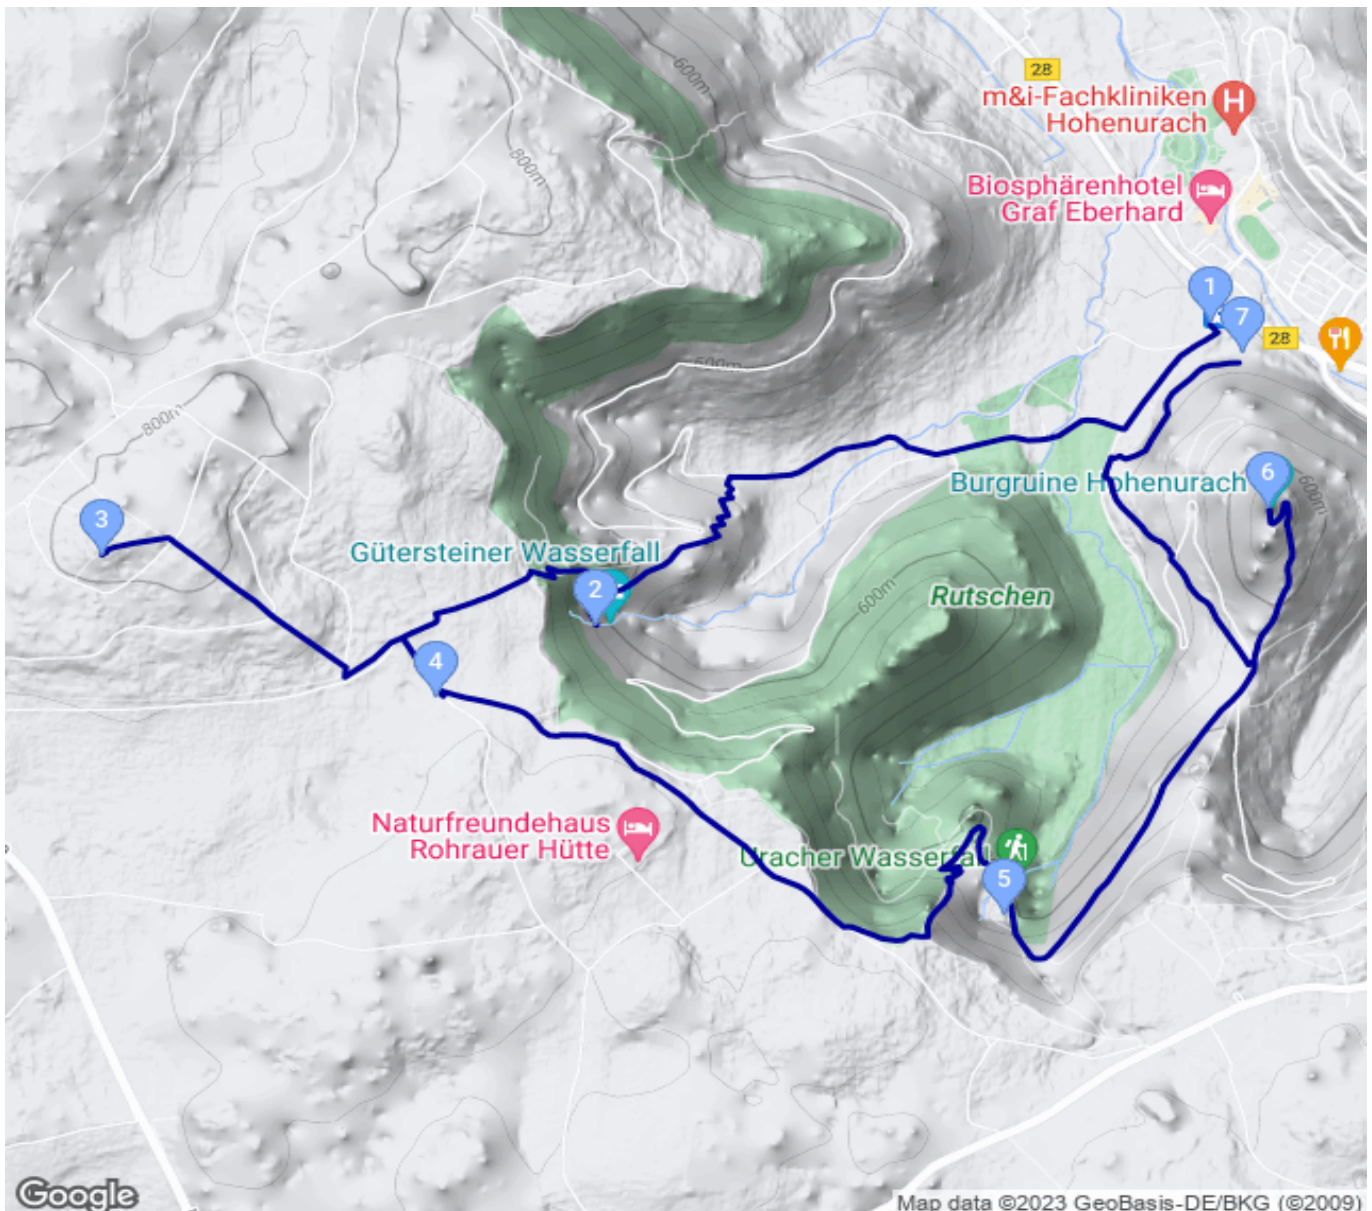 600m
28
m&i-Fachkliniken
Hohenurach
800m
Biosphärenhotel
Graf Eberhard
1
7
28
600m
800m
Burgruine Hohenurach
6
600m
3
Gütersteiner Wasserfall
2
600m
Rutschen
4
Naturfreundehaus
Rohrauer Hütte
Uracher Wasserfall
5
Google
Map data ©2023 GeoBasis-DE/BKG (©2009)